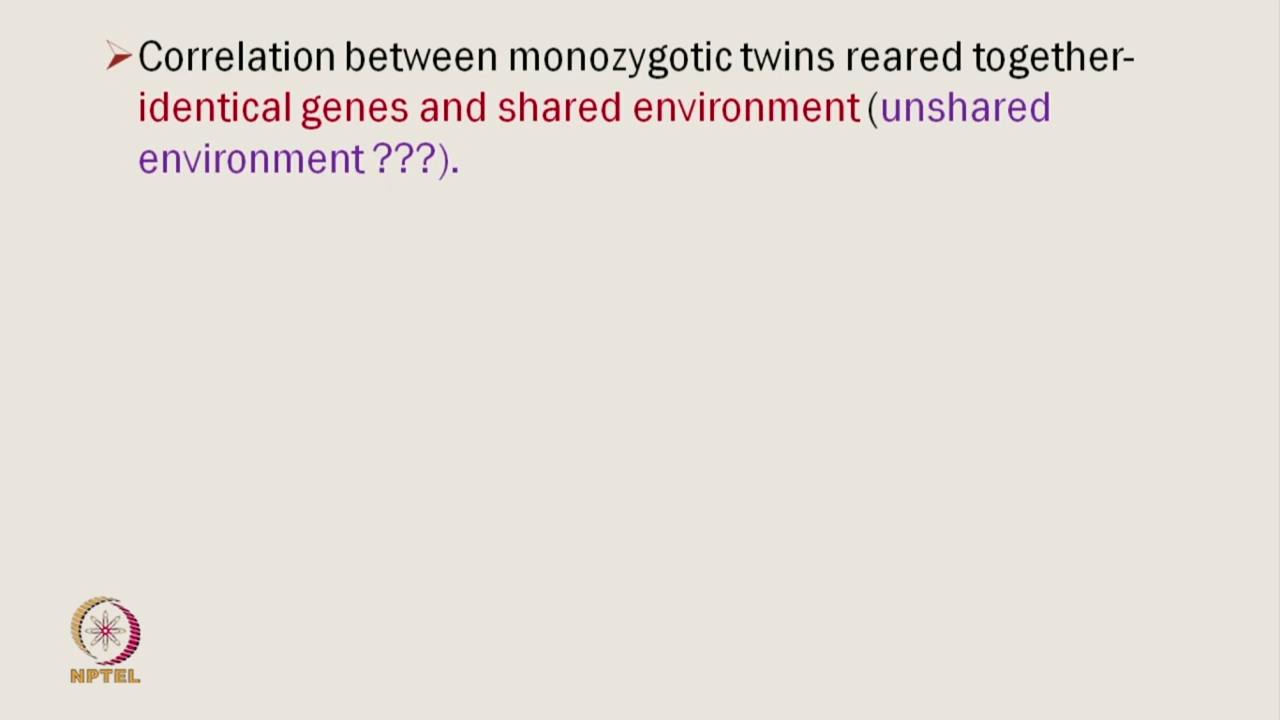 Correlation between monozygotic twins reared together-
identical genes and shared environment (unshared
environment ???).
NPTEL